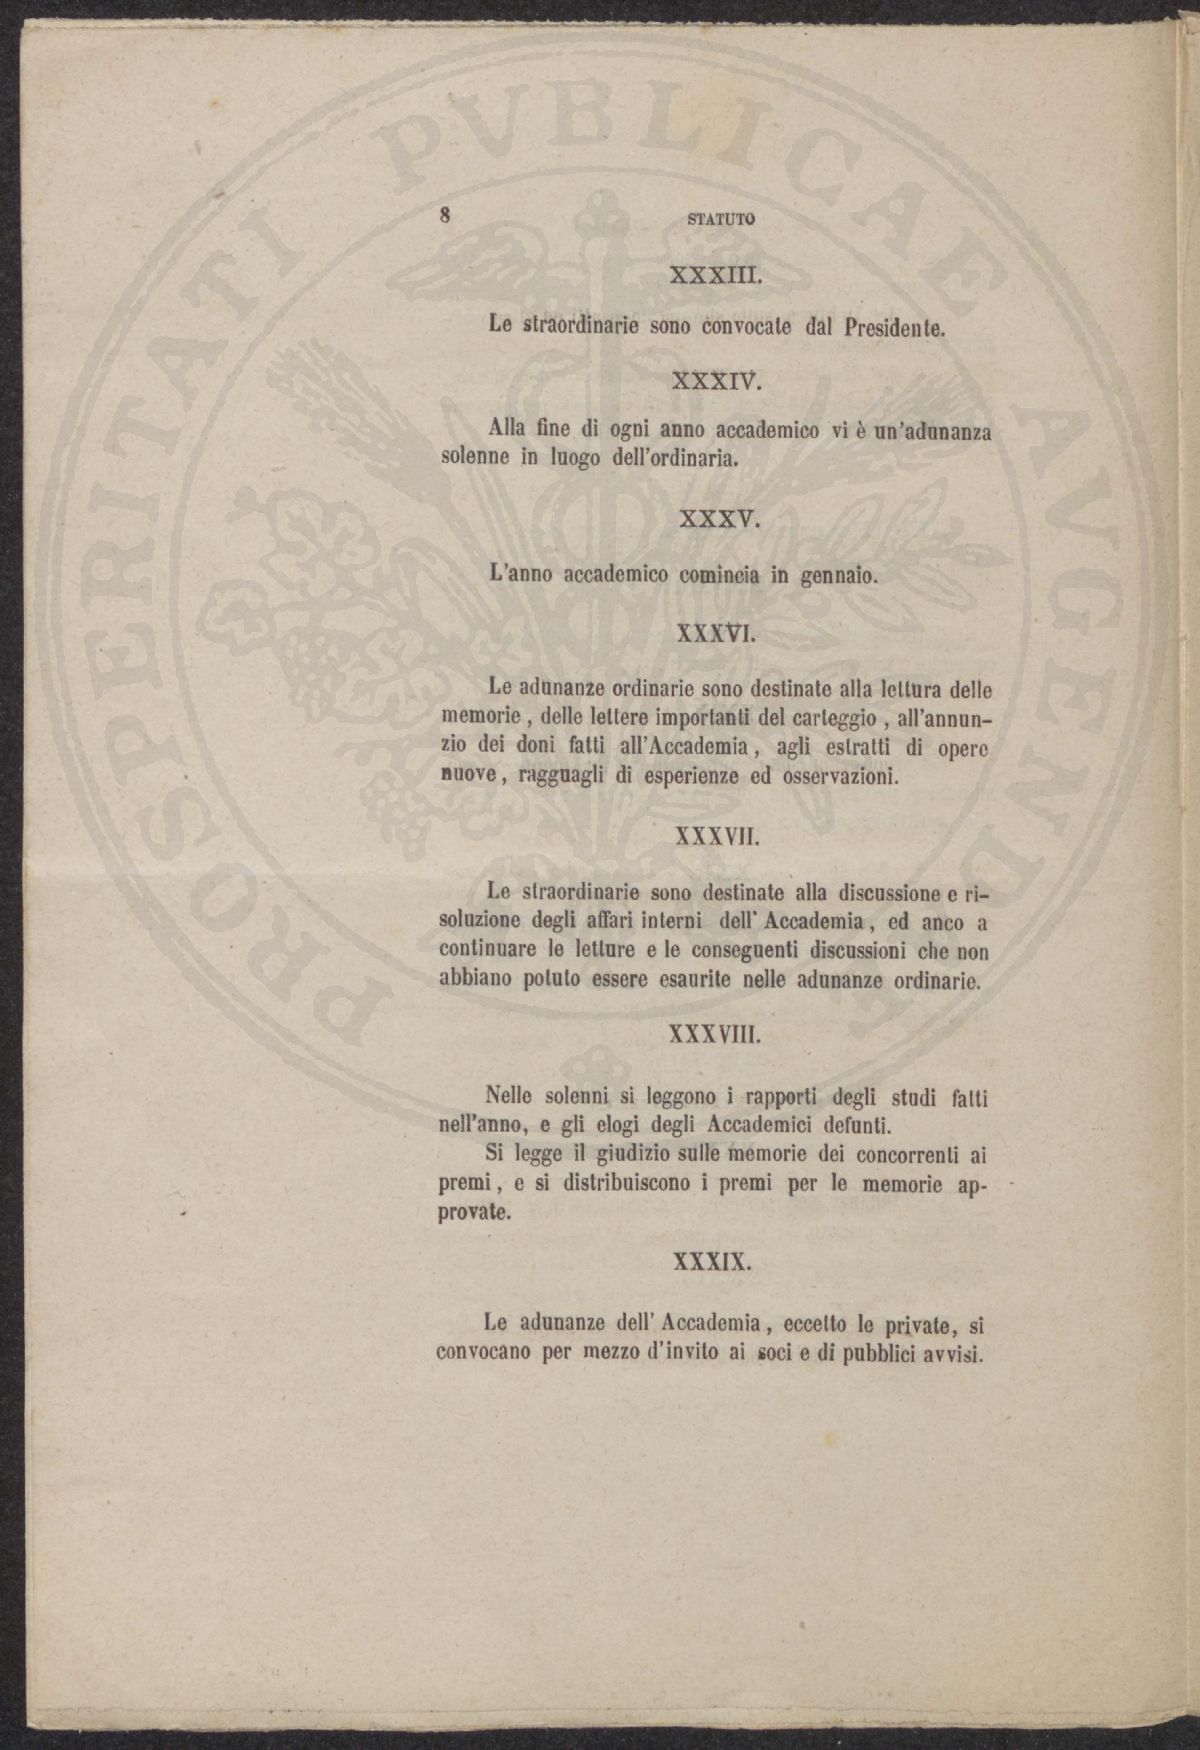 8 STATUTO
XXXIII.
Le straordinarie sono convocate dal Presidente.
XXXIV.
Alla fine di ogni anno accademico vi è un'adunanza
solenne in luogo dell'ordinaria.
XXXV.
L'anno accademico comincia in gennaio.
XXXVI.
Le adunanze ordinarie sono destinate alla lettura delle
memorie, delle lettere importanti del carteggio, all'annun-
zio dei doni fatti all'Accademia, agli estratti di opere
nuove, ragguagli di esperienze ed osservazioni.
XXXVII.
Le straordinarie sono destinate alla discussione e ri-
soluzione degli affari interni dell'Accademia, ed anco a
continuare le letture e le conseguenti discussioni che non
abbiano potuto essere esaurite nelle adunanze ordinarie.
XXXVIII.
Nelle solenni si leggono i rapporti degli studi fatti
nell'anno, e gli elogi degli Accademici defunti.
Si legge il giudizio sulle memorie dei concorrenti ai
premi, e si distribuiscono i premi per le memorie ap-
provate.
XXXIX.
Le adunanze dell'Accademia, eccetto le private, si
convocano per mezzo d'invito ai soci e di pubblici avvisi.
PROSPERITATI PVBLICAE AVGENDAE